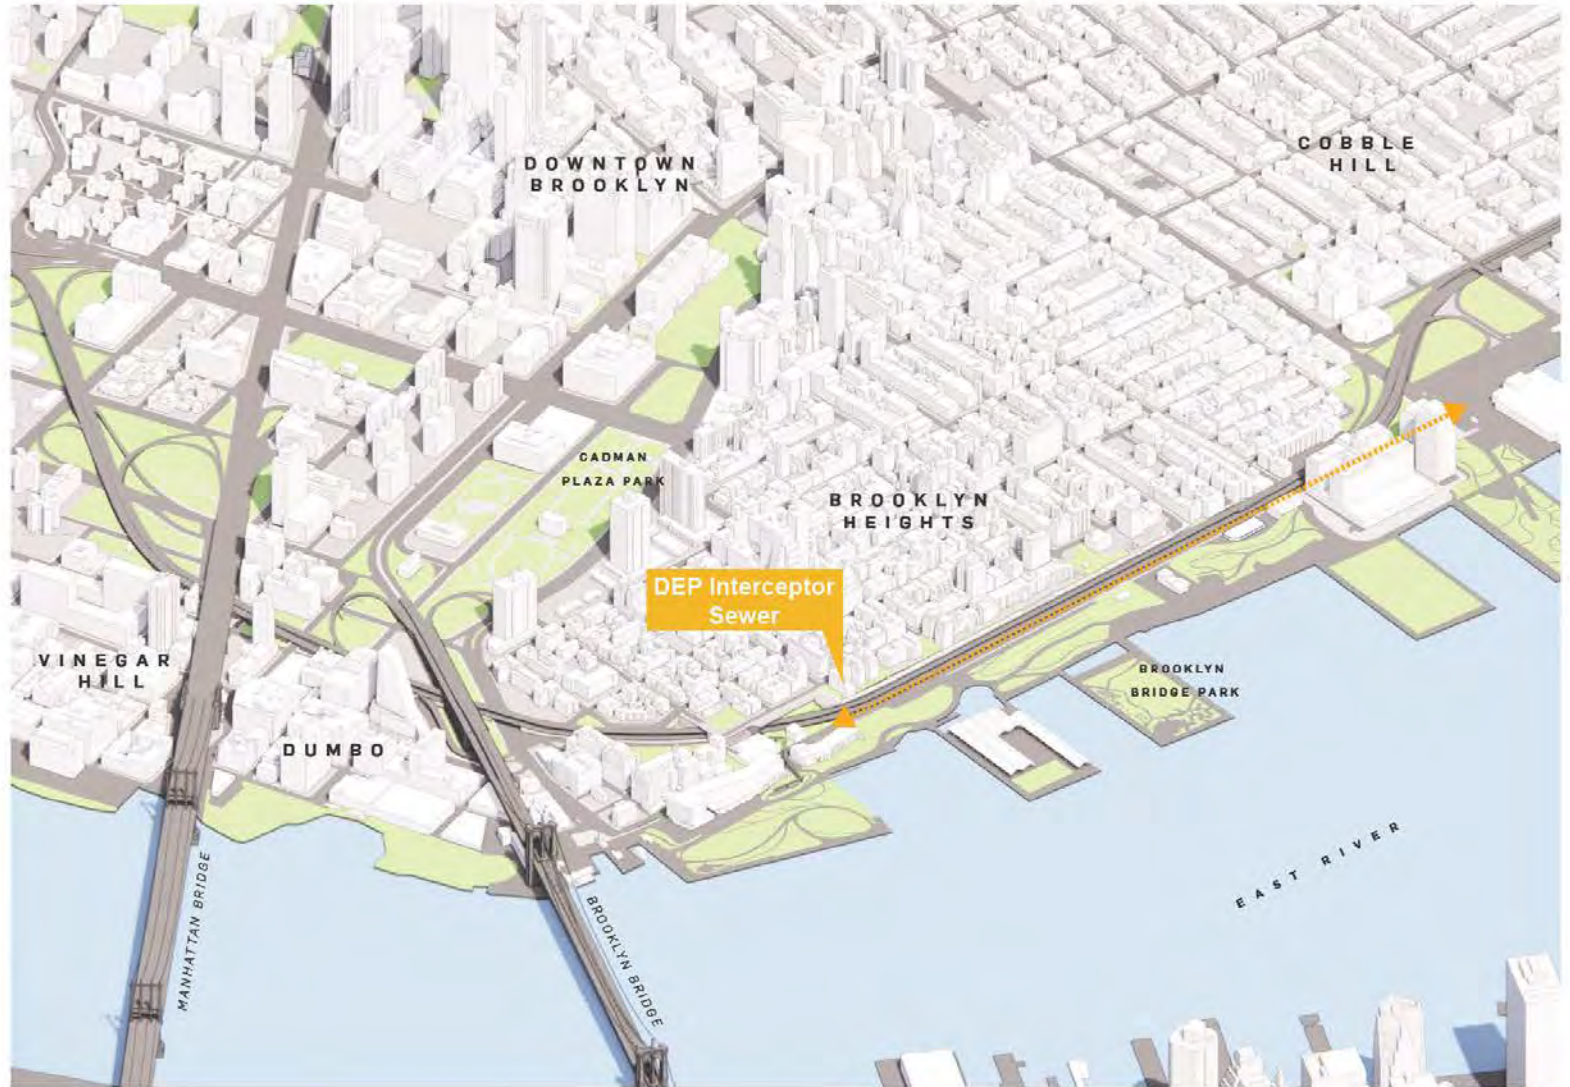 DOWNTOWN
BROOKLYN
COBBLE
HILL
CADMAN
PLAZA PARK
BROOKLYN
HEIGHTS
DEP Interceptor
Sewer
VINEGAR
HILL
BROOKLYN
BRIDGE PARK
DUMBO
EAST RIVER
MANHATTAN BRIDGE
BROOKLYN BRIDGE